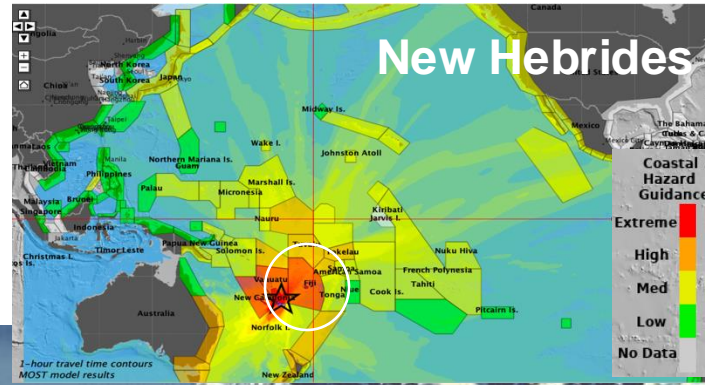 New Hebrides
Canada
North Korea
South Korea
China
Japan
Taipei
Midway Is.
Mexico
The Bahama
Wake I.
Johnston Atoll
Vietnam
Manila
Philippines
Northern Mariana Is.
Guam
Marshall Is.
Palau
Micronesia
Kiribati
Jarvis I.
Malaysia
Brunei
Singapore
Nauru
Indonesia
Jakarta
Papua New Guinea
Solomon Is.
Tokelau
Nuku Hiva
Christmas I.
Timor Leste
Samoa
American Samoa
French Polynesia
Tahiti
Vanuatu
Fiji
Tonga
Niue
Cook Is.
Pitcairn Is.
Australia
Norfolk I.
New Zealand
1-hour travel time contours
MOST model results
Coastal
Hazard
Guidance
Extreme
High
Med
Low
No Data